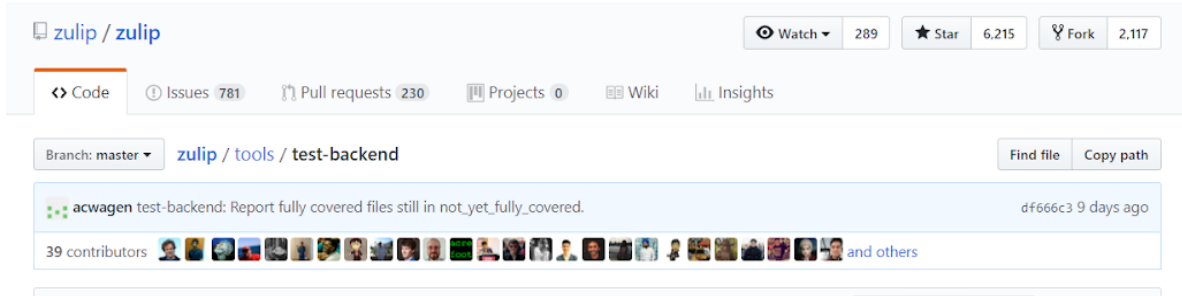 zulip / zulip
Watch 289 Star 6,215 Fork 2,117
Code Issues 781 Pull requests 230 Projects 0 Wiki Insights
Branch: master zulip / tools / test-backend Find file Copy path
acwagen test-backend: Report fully covered files still in not_yet_fully_covered. df666c3 9 days ago
39 contributors acre foot and others